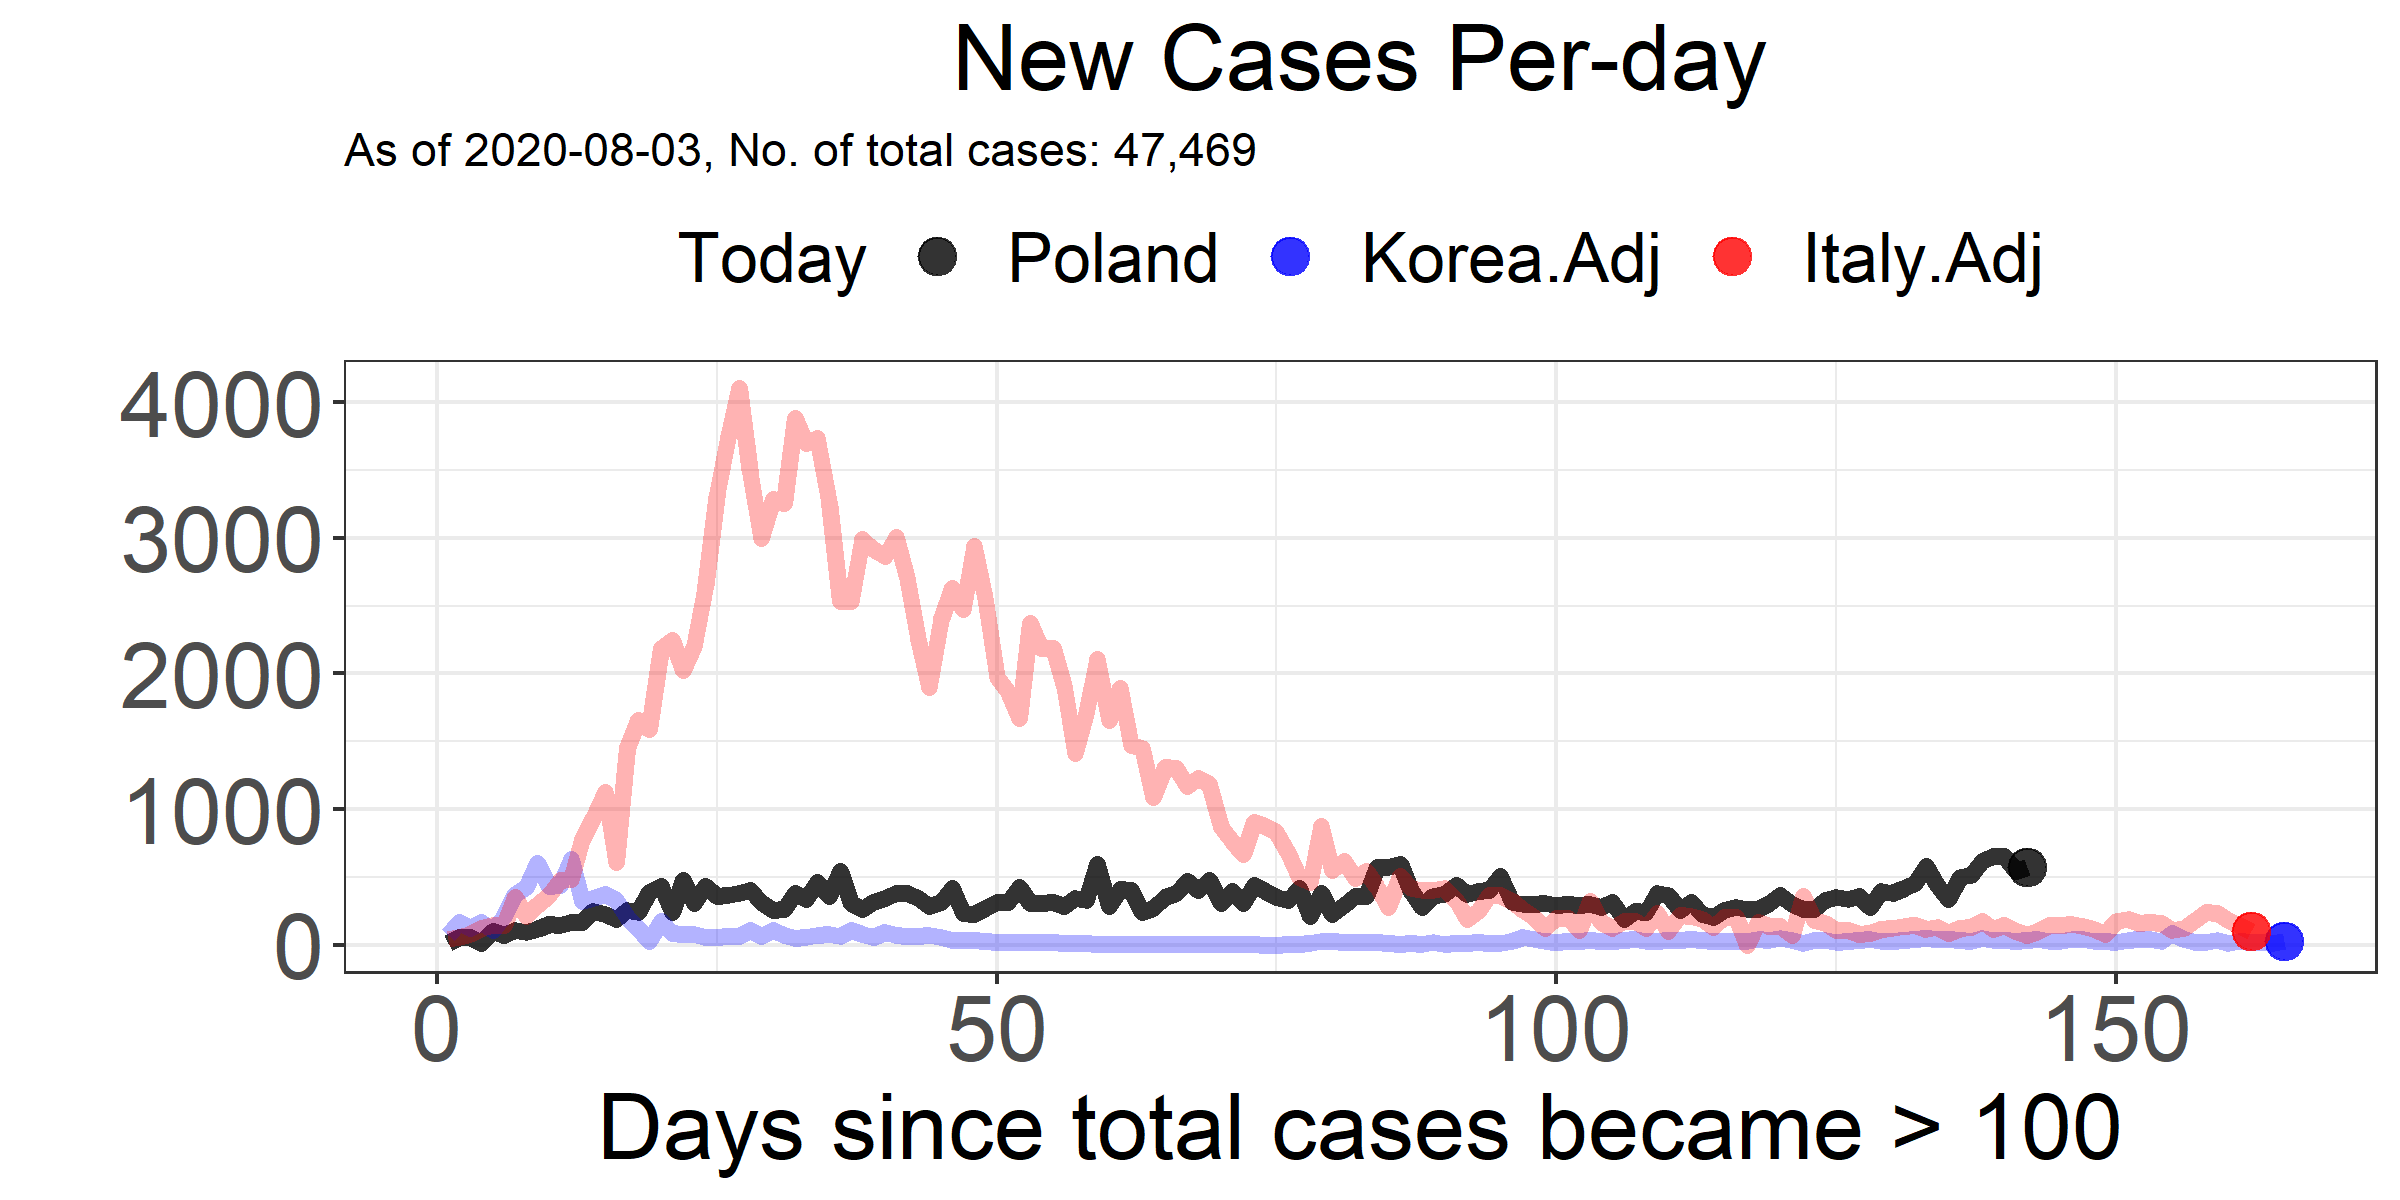 New Cases Per-day
As of 2020-08-03, No. of total cases: 47,469
Today Poland Korea.Adj Italy.Adj
4000
3000
2000
1000
0
0 50 100 150
Days since total cases became > 100